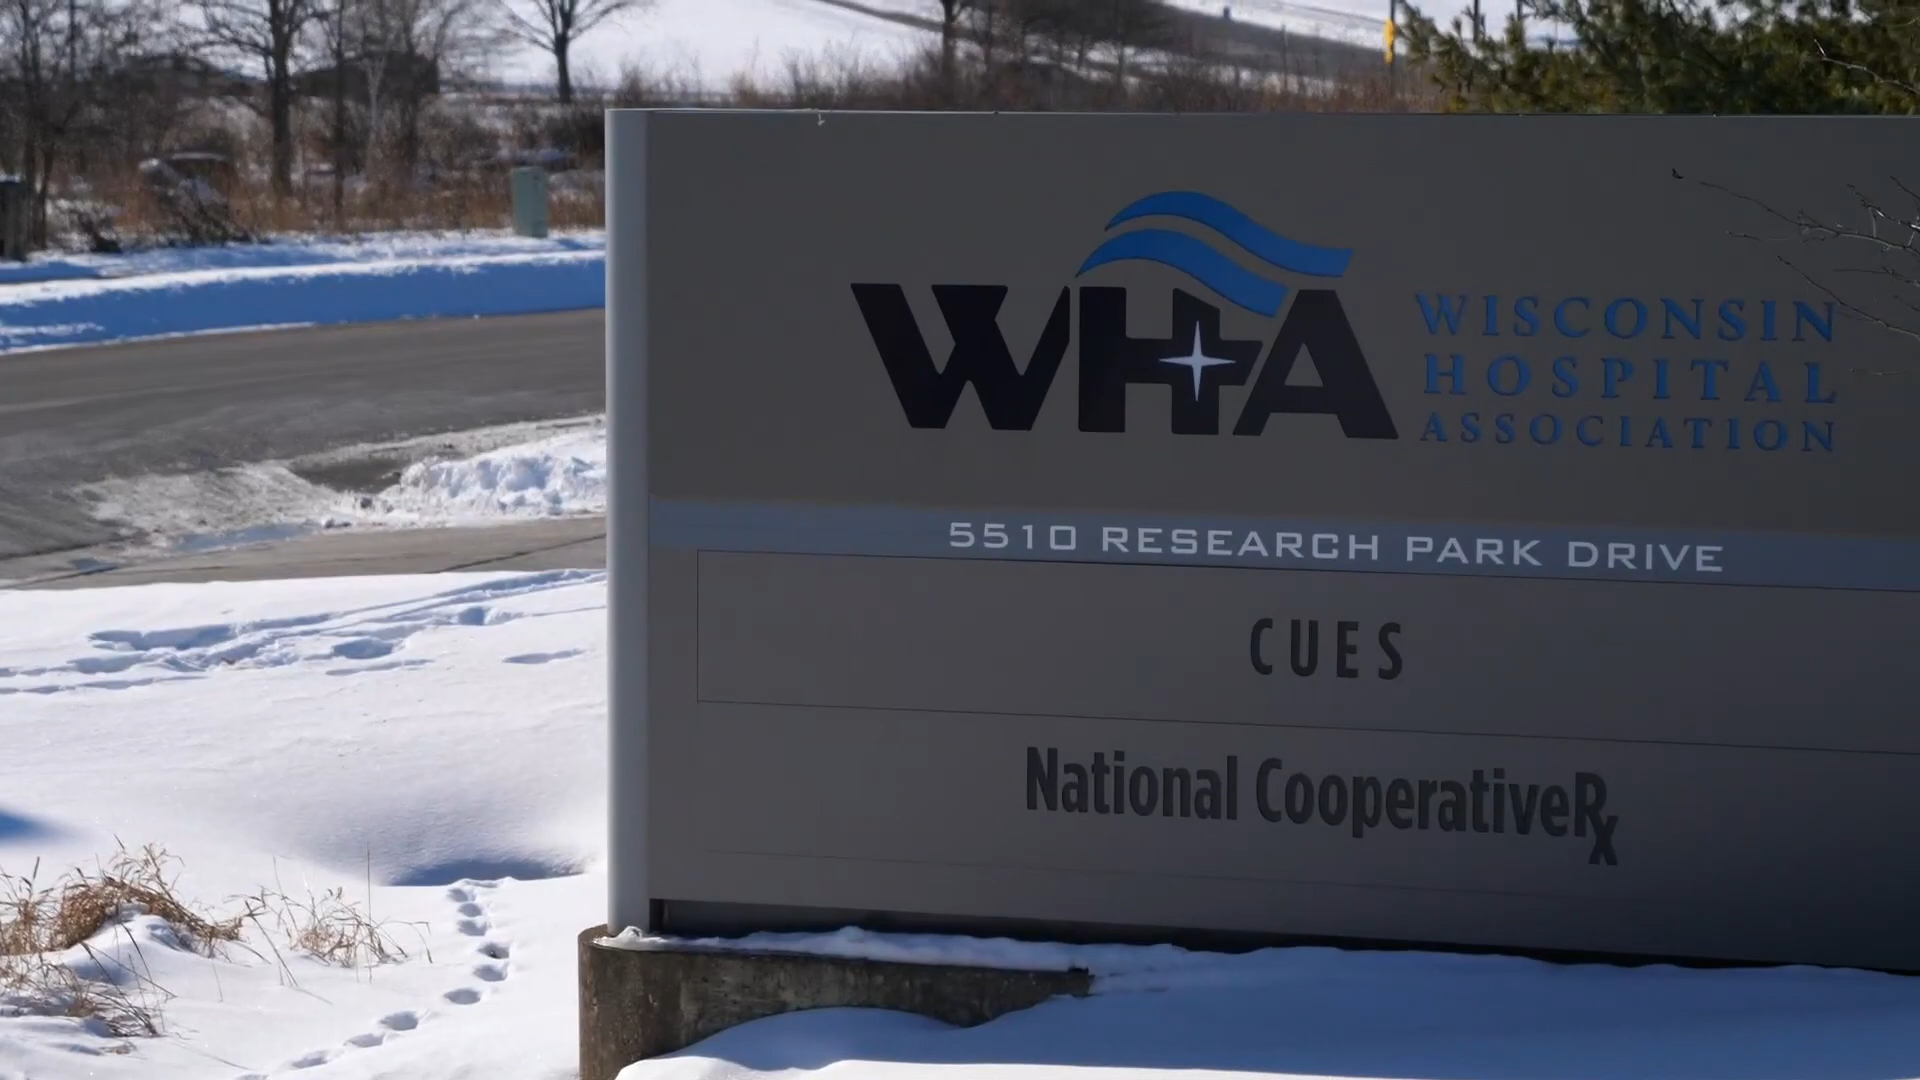 WHA
WISCONSIN
HOSPITAL
ASSOCIATION
5510 RESEARCH PARK DRIVE
CUES
National CooperativeRx